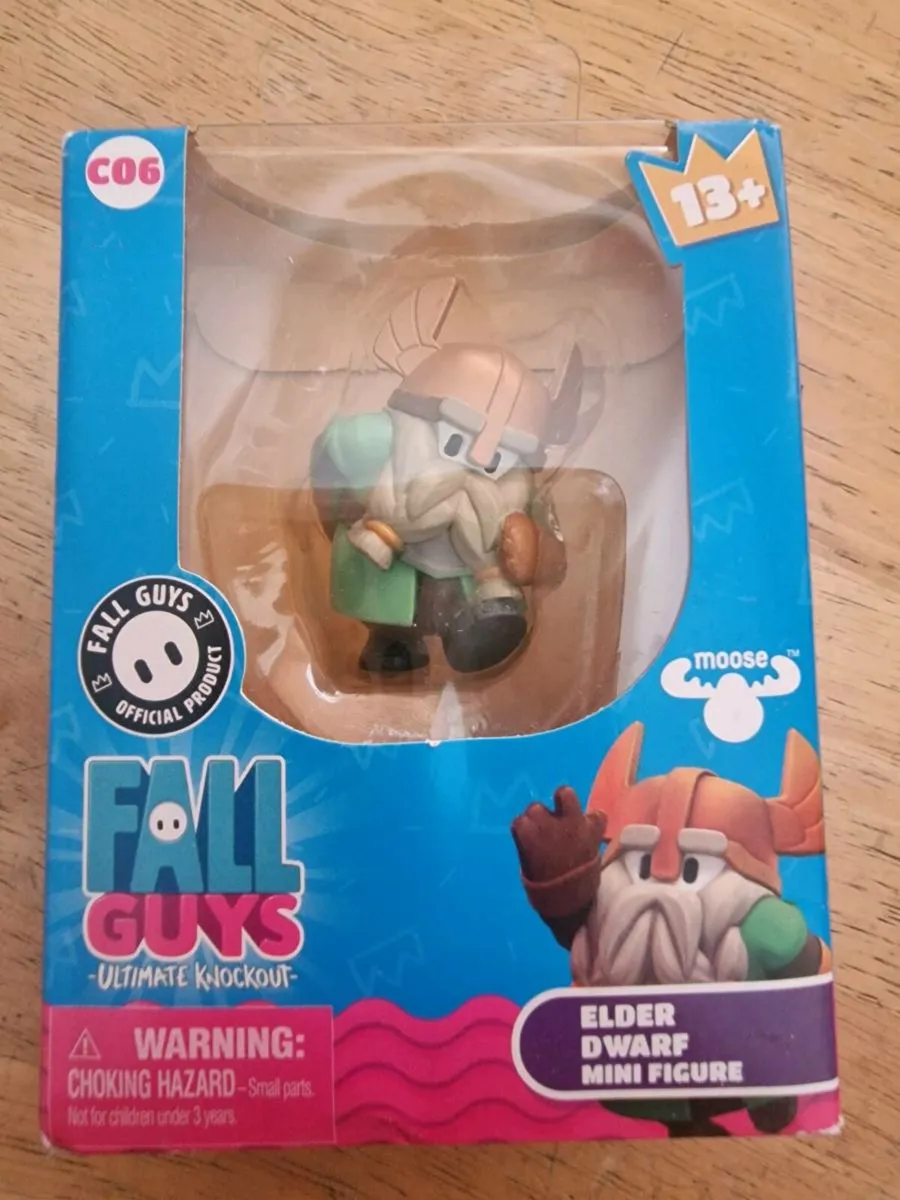 C06
13+
FALL GUYS
OFFICIAL PRODUCT
moose™
FALL
GUYS
-ULTIMATE KNOCKOUT-
⚠ WARNING:
CHOKING HAZARD – Small parts.
Not for children under 3 years.
ELDER
DWARF
MINI FIGURE